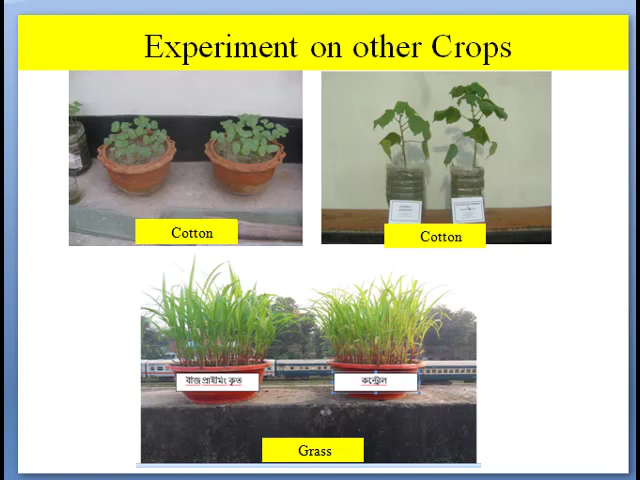 Experiment on other Crops
Cotton
Cotton
বীজ প্রাইমিং কৃত
কন্ট্রোল
Grass